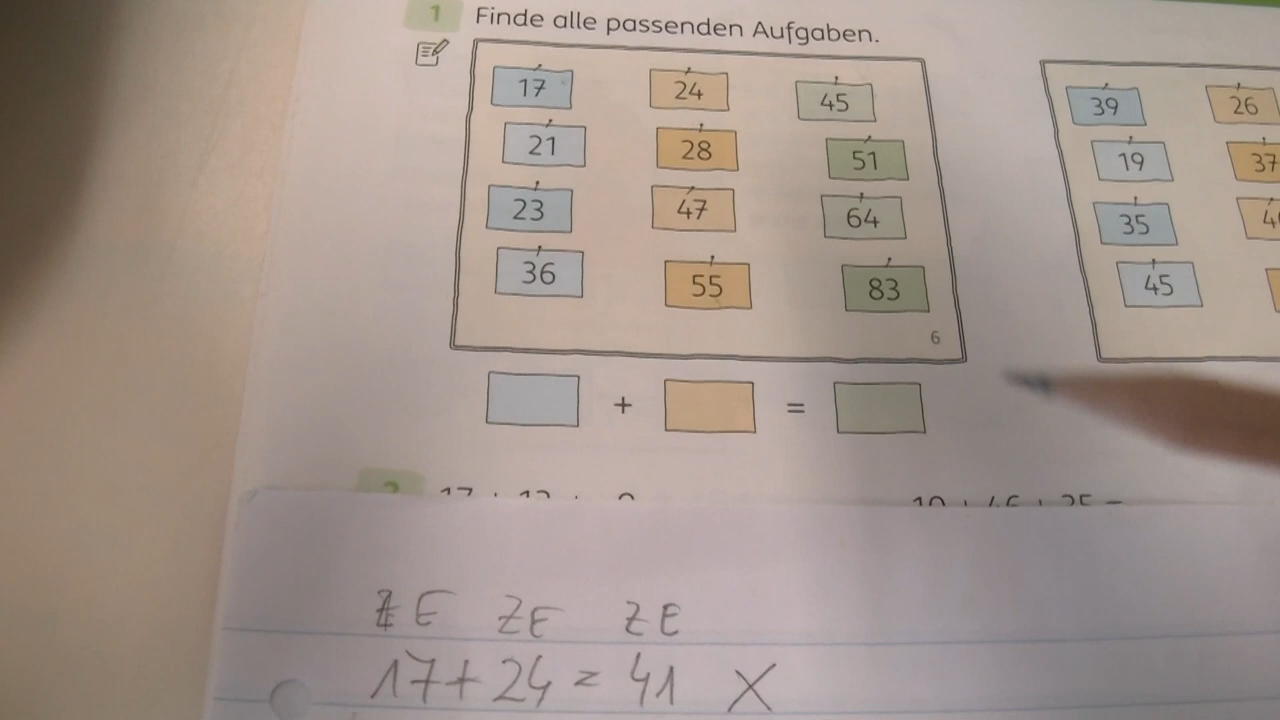 1 Finde alle passenden Aufgaben.
17 24 45
21 28 51
23 47 64
36 55 83
6
+ =
39 26
19 37
35
45
ZE ZE ZE
17 + 24 = 41 X